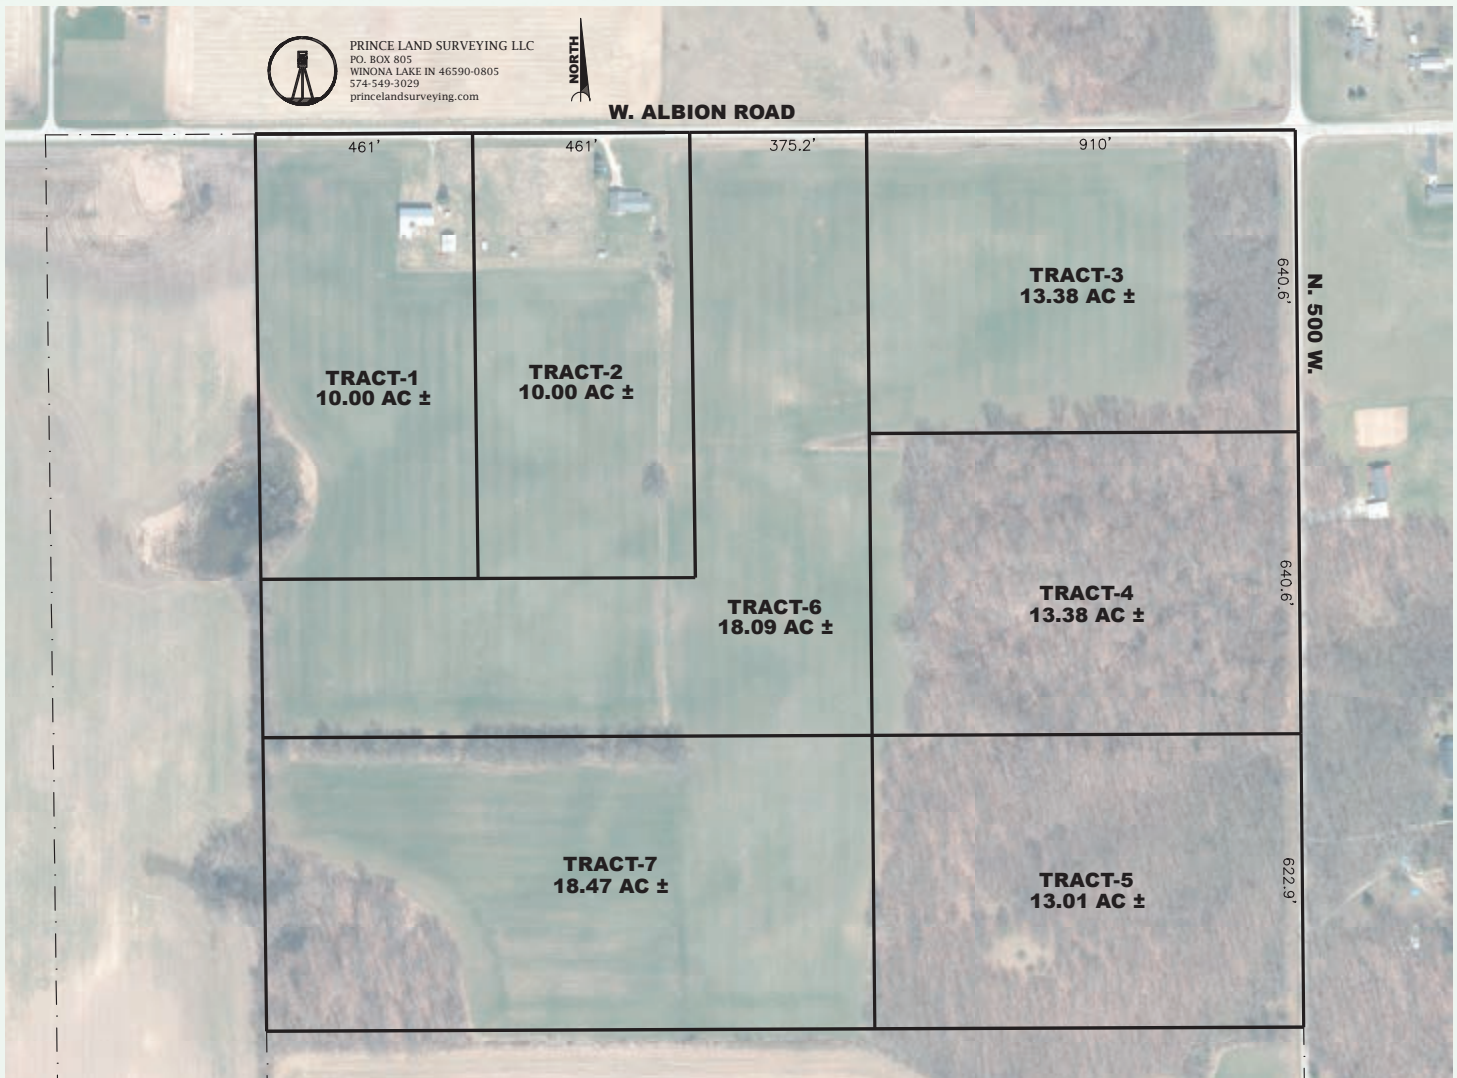 PRINCE LAND SURVEYING LLC
PO. BOX 805
WINONA LAKE IN 46590-0805
574-549-3029
princelandsurveying.com
NORTH
W. ALBION ROAD
461'
461'
375.2'
910'
TRACT-3
13.38 AC ±
640.6'
N. 500 W.
TRACT-1
10.00 AC ±
TRACT-2
10.00 AC ±
TRACT-6
18.09 AC ±
TRACT-4
13.38 AC ±
640.6'
TRACT-7
18.47 AC ±
TRACT-5
13.01 AC ±
622.9'